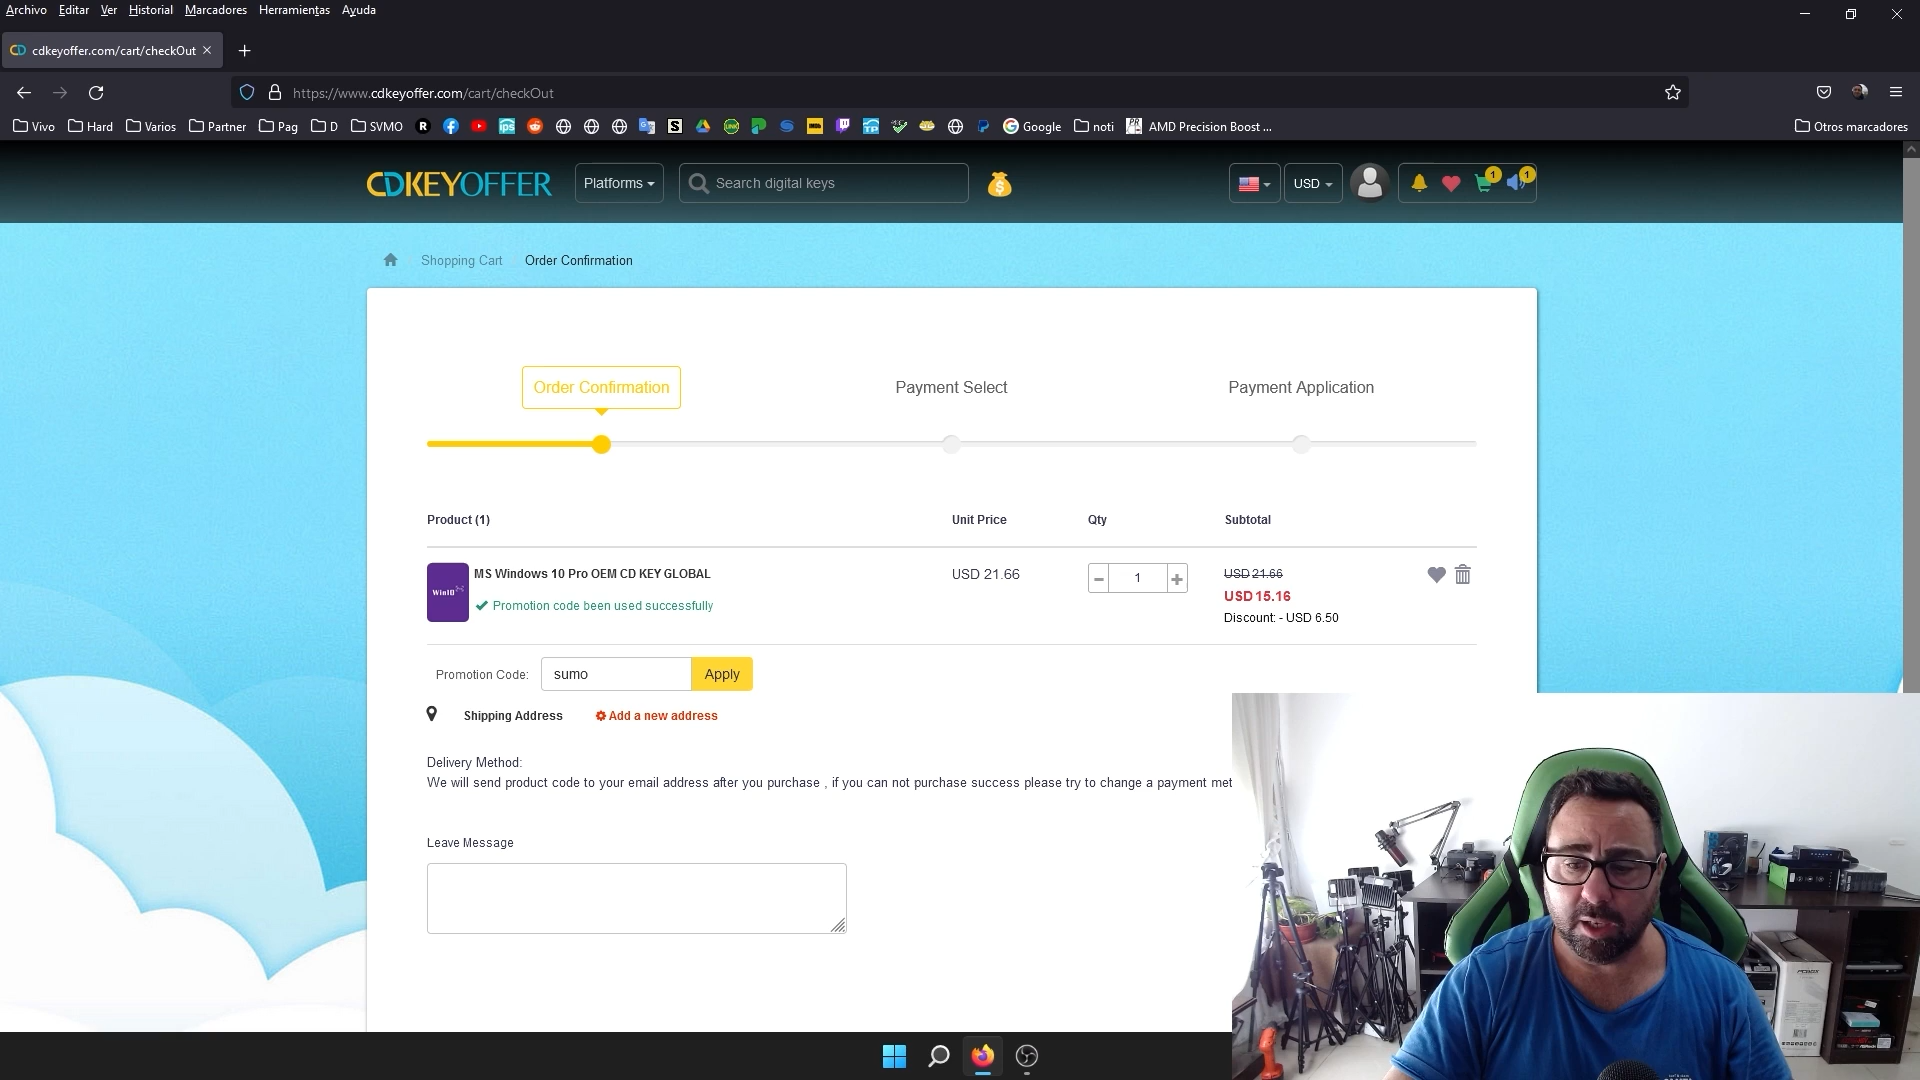 Archivo Editar Ver Historial Marcadores Herramientas Ayuda
cdkeyoffer.com/cart/checkOut
https://www.cdkeyoffer.com/cart/checkOut
Vivo Hard Varios Partner Pag D SVMO Google noti AMD Precision Boost ... Otros marcadores
CDKEYOFFER Platforms Search digital keys USD 1 1
Shopping Cart Order Confirmation
Order Confirmation Payment Select Payment Application
Product (1) Unit Price Qty Subtotal
MS Windows 10 Pro OEM CD KEY GLOBAL USD 21.66 1 USD 21.66
Win10
USD 15.16
Promotion code been used successfully
Discount: - USD 6.50
Promotion Code: sumo Apply
Shipping Address Add a new address
Delivery Method:
We will send product code to your email address after you purchase , if you can not purchase success please try to change a payment met
Leave Message